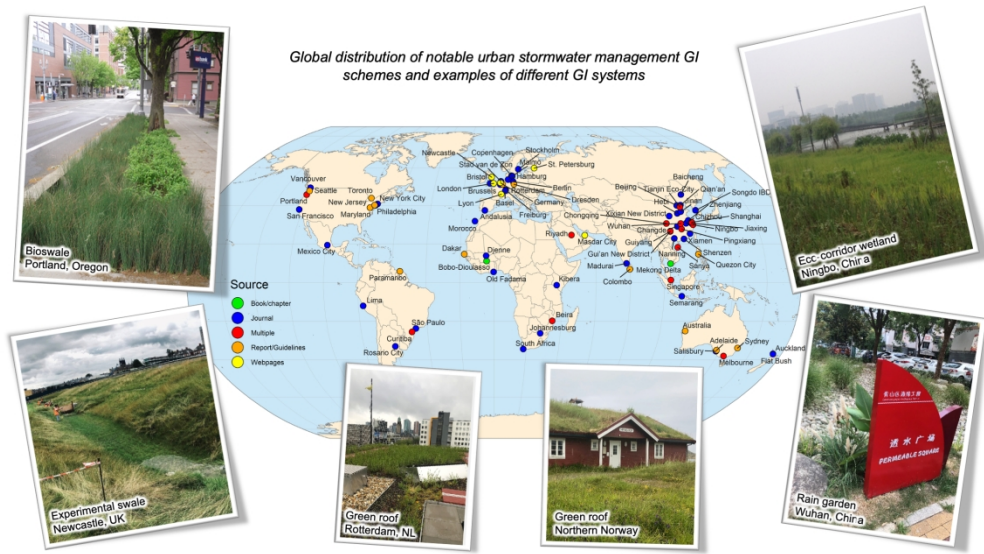 Global distribution of notable urban stormwater management GI
schemes and examples of different GI systems
Bioswale
Portland, Oregon
Ecc-corridor wetland
Ningbo, China
Newcastle
Copenhagen
Stockholm
Malmö
St. Petersburg
Stad van de Zon
Bristol
Hamburg
London
Rotterdam
Berlin
Brussels
Germany
Dresden
Lyon
Basel
Freiburg
Andalusia
Morocco
Vancouver
Seattle
Toronto
Portland
New Jersey
New York City
San Francisco
Maryland
Philadelphia
Mexico City
Beijing
Tianjin Eco-City
Baicheng
Qian'an
Songdo IBC
Hebi
Jinan
Zhenjiang
Xixian New District
Chizhou
Shanghai
Chongqing
Wuhan
Changde
Ningbo
Jiaxing
Guiyang
Xiamen
Pingxiang
Gui'an New District
Nanning
Shenzen
Riyadh
Masdar City
Madurai
Mekong Delta
Sanya
Quezon City
Colombo
Singapore
Semarang
Dakar
Djenne
Bobo-Dioulasso
Old Fadama
Kibera
Paramaribo
Lima
São Paulo
Curitiba
Rosario City
Beira
Johannesburg
South Africa
Australia
Adelaide
Sydney
Salisbury
Melbourne
Auckland
Flat Bush
Source
Book/chapter
Journal
Multiple
Report/Guidelines
Webpages
Experimental swale
Newcastle, UK
Green roof
Rotterdam, NL
Green roof
Northern Norway
透水广场
PERMEABLE SQUARE
Rain garden
Wuhan, China